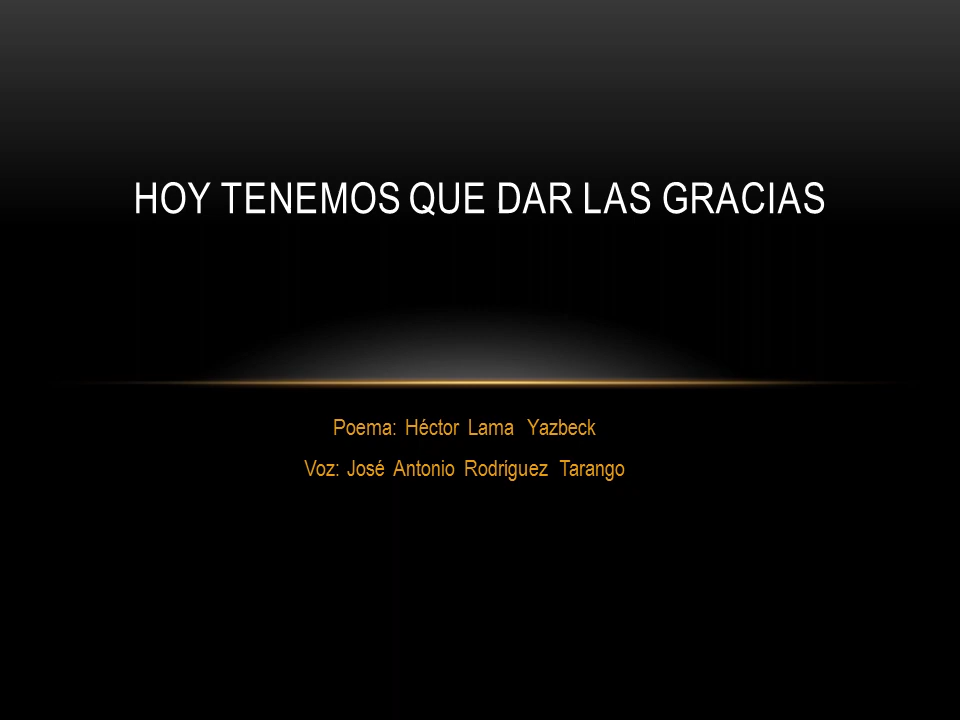 HOY TENEMOS QUE DAR LAS GRACIAS
Poema: Héctor Lama Yazbeck
Voz: José Antonio Rodríguez Tarango